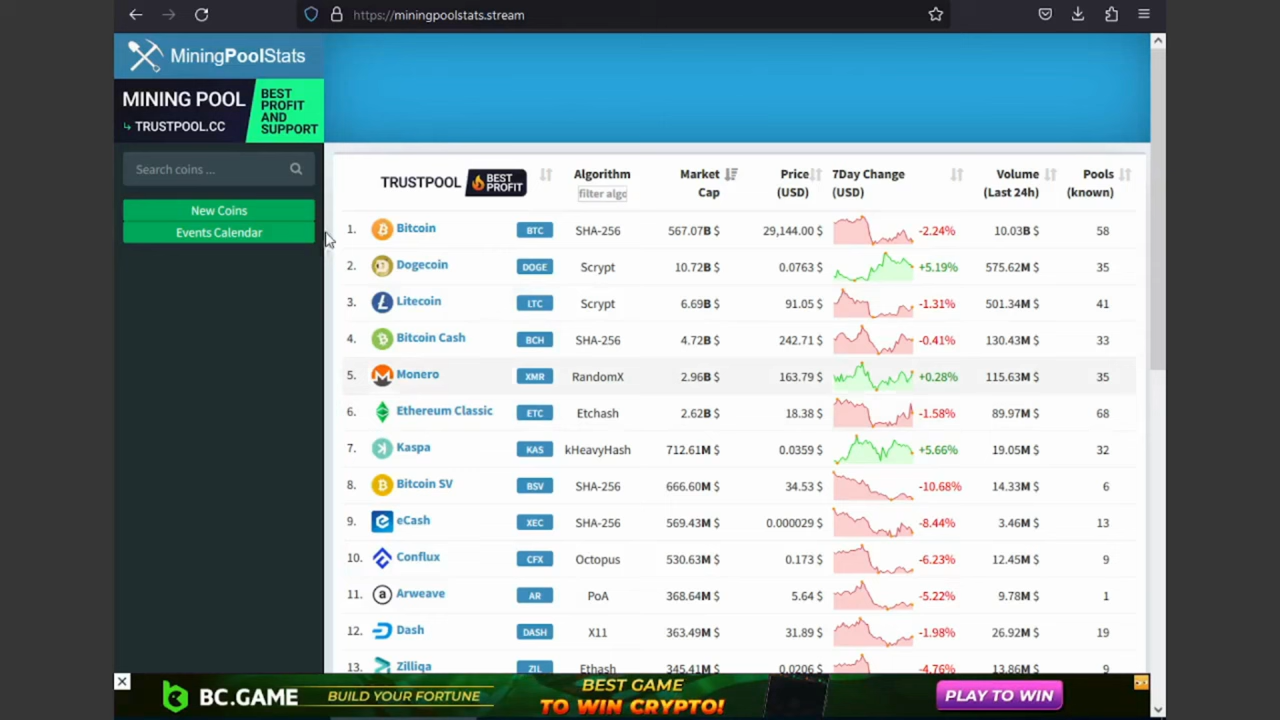 https://miningpoolstats.stream
MiningPoolStats
MINING POOL
TRUSTPOOL.CC
BEST
PROFIT
AND
SUPPORT
Search coins ...
New Coins
Events Calendar
TRUSTPOOL BEST PROFIT Algorithm filter algo Market Cap Price (USD) 7Day Change (USD) Volume (Last 24h) Pools (known)
1. Bitcoin BTC SHA-256 567.07B $ 29,144.00 $ -2.24% 10.03B $ 58
2. Dogecoin DOGE Scrypt 10.72B $ 0.0763 $ +5.19% 575.62M $ 35
3. Litecoin LTC Scrypt 6.69B $ 91.05 $ -1.31% 501.34M $ 41
4. Bitcoin Cash BCH SHA-256 4.72B $ 242.71 $ -0.41% 130.43M $ 33
5. Monero XMR RandomX 2.96B $ 163.79 $ +0.28% 115.63M $ 35
6. Ethereum Classic ETC Etchash 2.62B $ 18.38 $ -1.58% 89.97M $ 68
7. Kaspa KAS kHeavyHash 712.61M $ 0.0359 $ +5.66% 19.05M $ 32
8. Bitcoin SV BSV SHA-256 666.60M $ 34.53 $ -10.68% 14.33M $ 6
9. eCash XEC SHA-256 569.43M $ 0.000029 $ -8.44% 3.46M $ 13
10. Conflux CFX Octopus 530.63M $ 0.173 $ -6.23% 12.45M $ 9
11. Arweave AR PoA 368.64M $ 5.64 $ -5.22% 9.78M $ 1
12. Dash DASH X11 363.49M $ 31.89 $ -1.98% 26.92M $ 19
13. Zilliqa ZIL Ethash 345.41M $ 0.0206 $ -4.76% 13.86M $ 9
BC.GAME BUILD YOUR FORTUNE
BEST GAME
TO WIN CRYPTO!
PLAY TO WIN